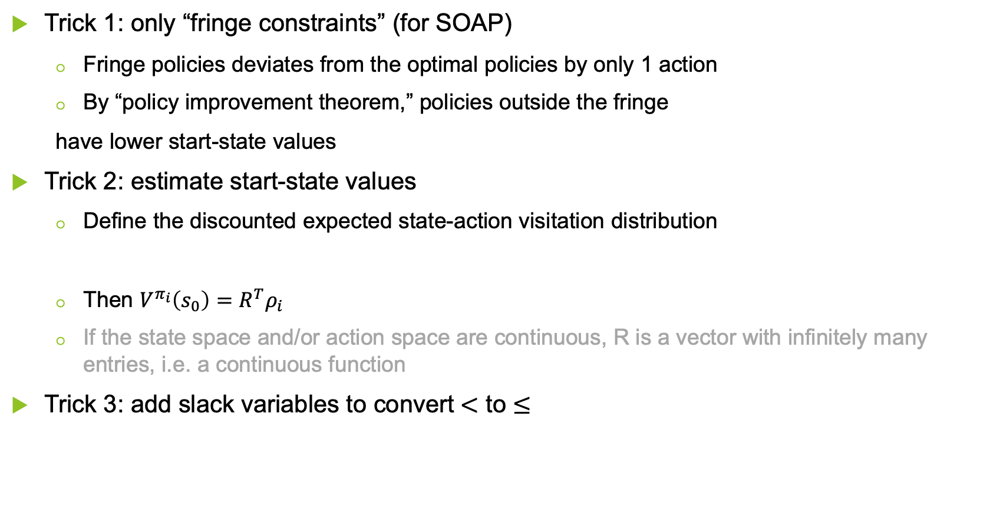 Trick 1: only “fringe constraints” (for SOAP)
Fringe policies deviates from the optimal policies by only 1 action
By “policy improvement theorem,” policies outside the fringe
have lower start-state values
Trick 2: estimate start-state values
Define the discounted expected state-action visitation distribution
Then $V^{\pi_i}(s_0) = R^T \rho_i$
If the state space and/or action space are continuous, R is a vector with infinitely many
entries, i.e. a continuous function
Trick 3: add slack variables to convert < to ≤